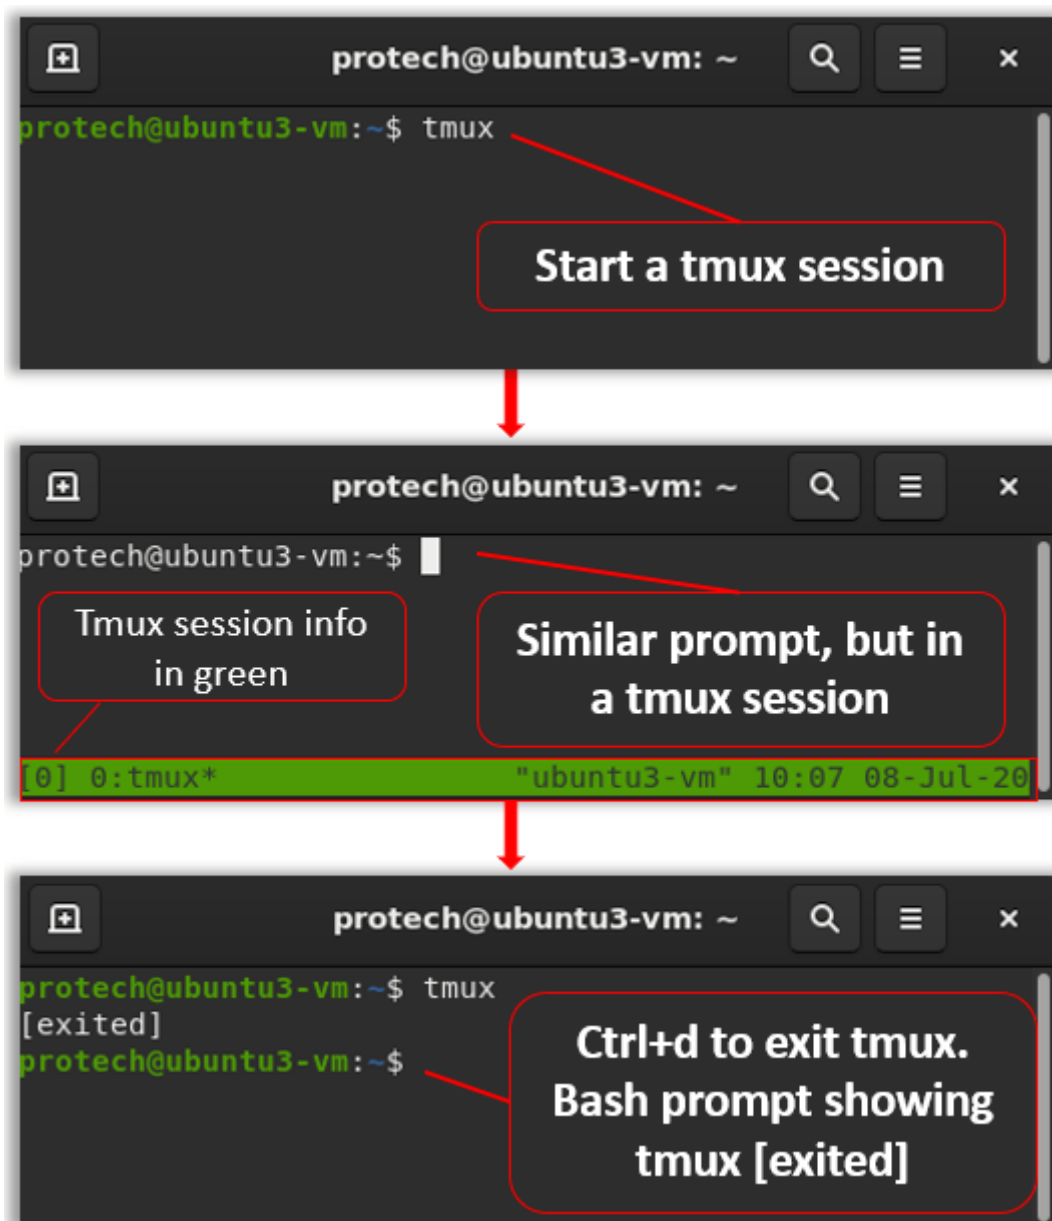 protech@ubuntu3-vm: ~
protech@ubuntu3-vm:~$ tmux
Start a tmux session
protech@ubuntu3-vm: ~
protech@ubuntu3-vm:~$
Tmux session info
in green
Similar prompt, but in
a tmux session
[0] 0:tmux* "ubuntu3-vm" 10:07 08-Jul-20
protech@ubuntu3-vm: ~
protech@ubuntu3-vm:~$ tmux
[exited]
protech@ubuntu3-vm:~$
Ctrl+d to exit tmux.
Bash prompt showing
tmux [exited]